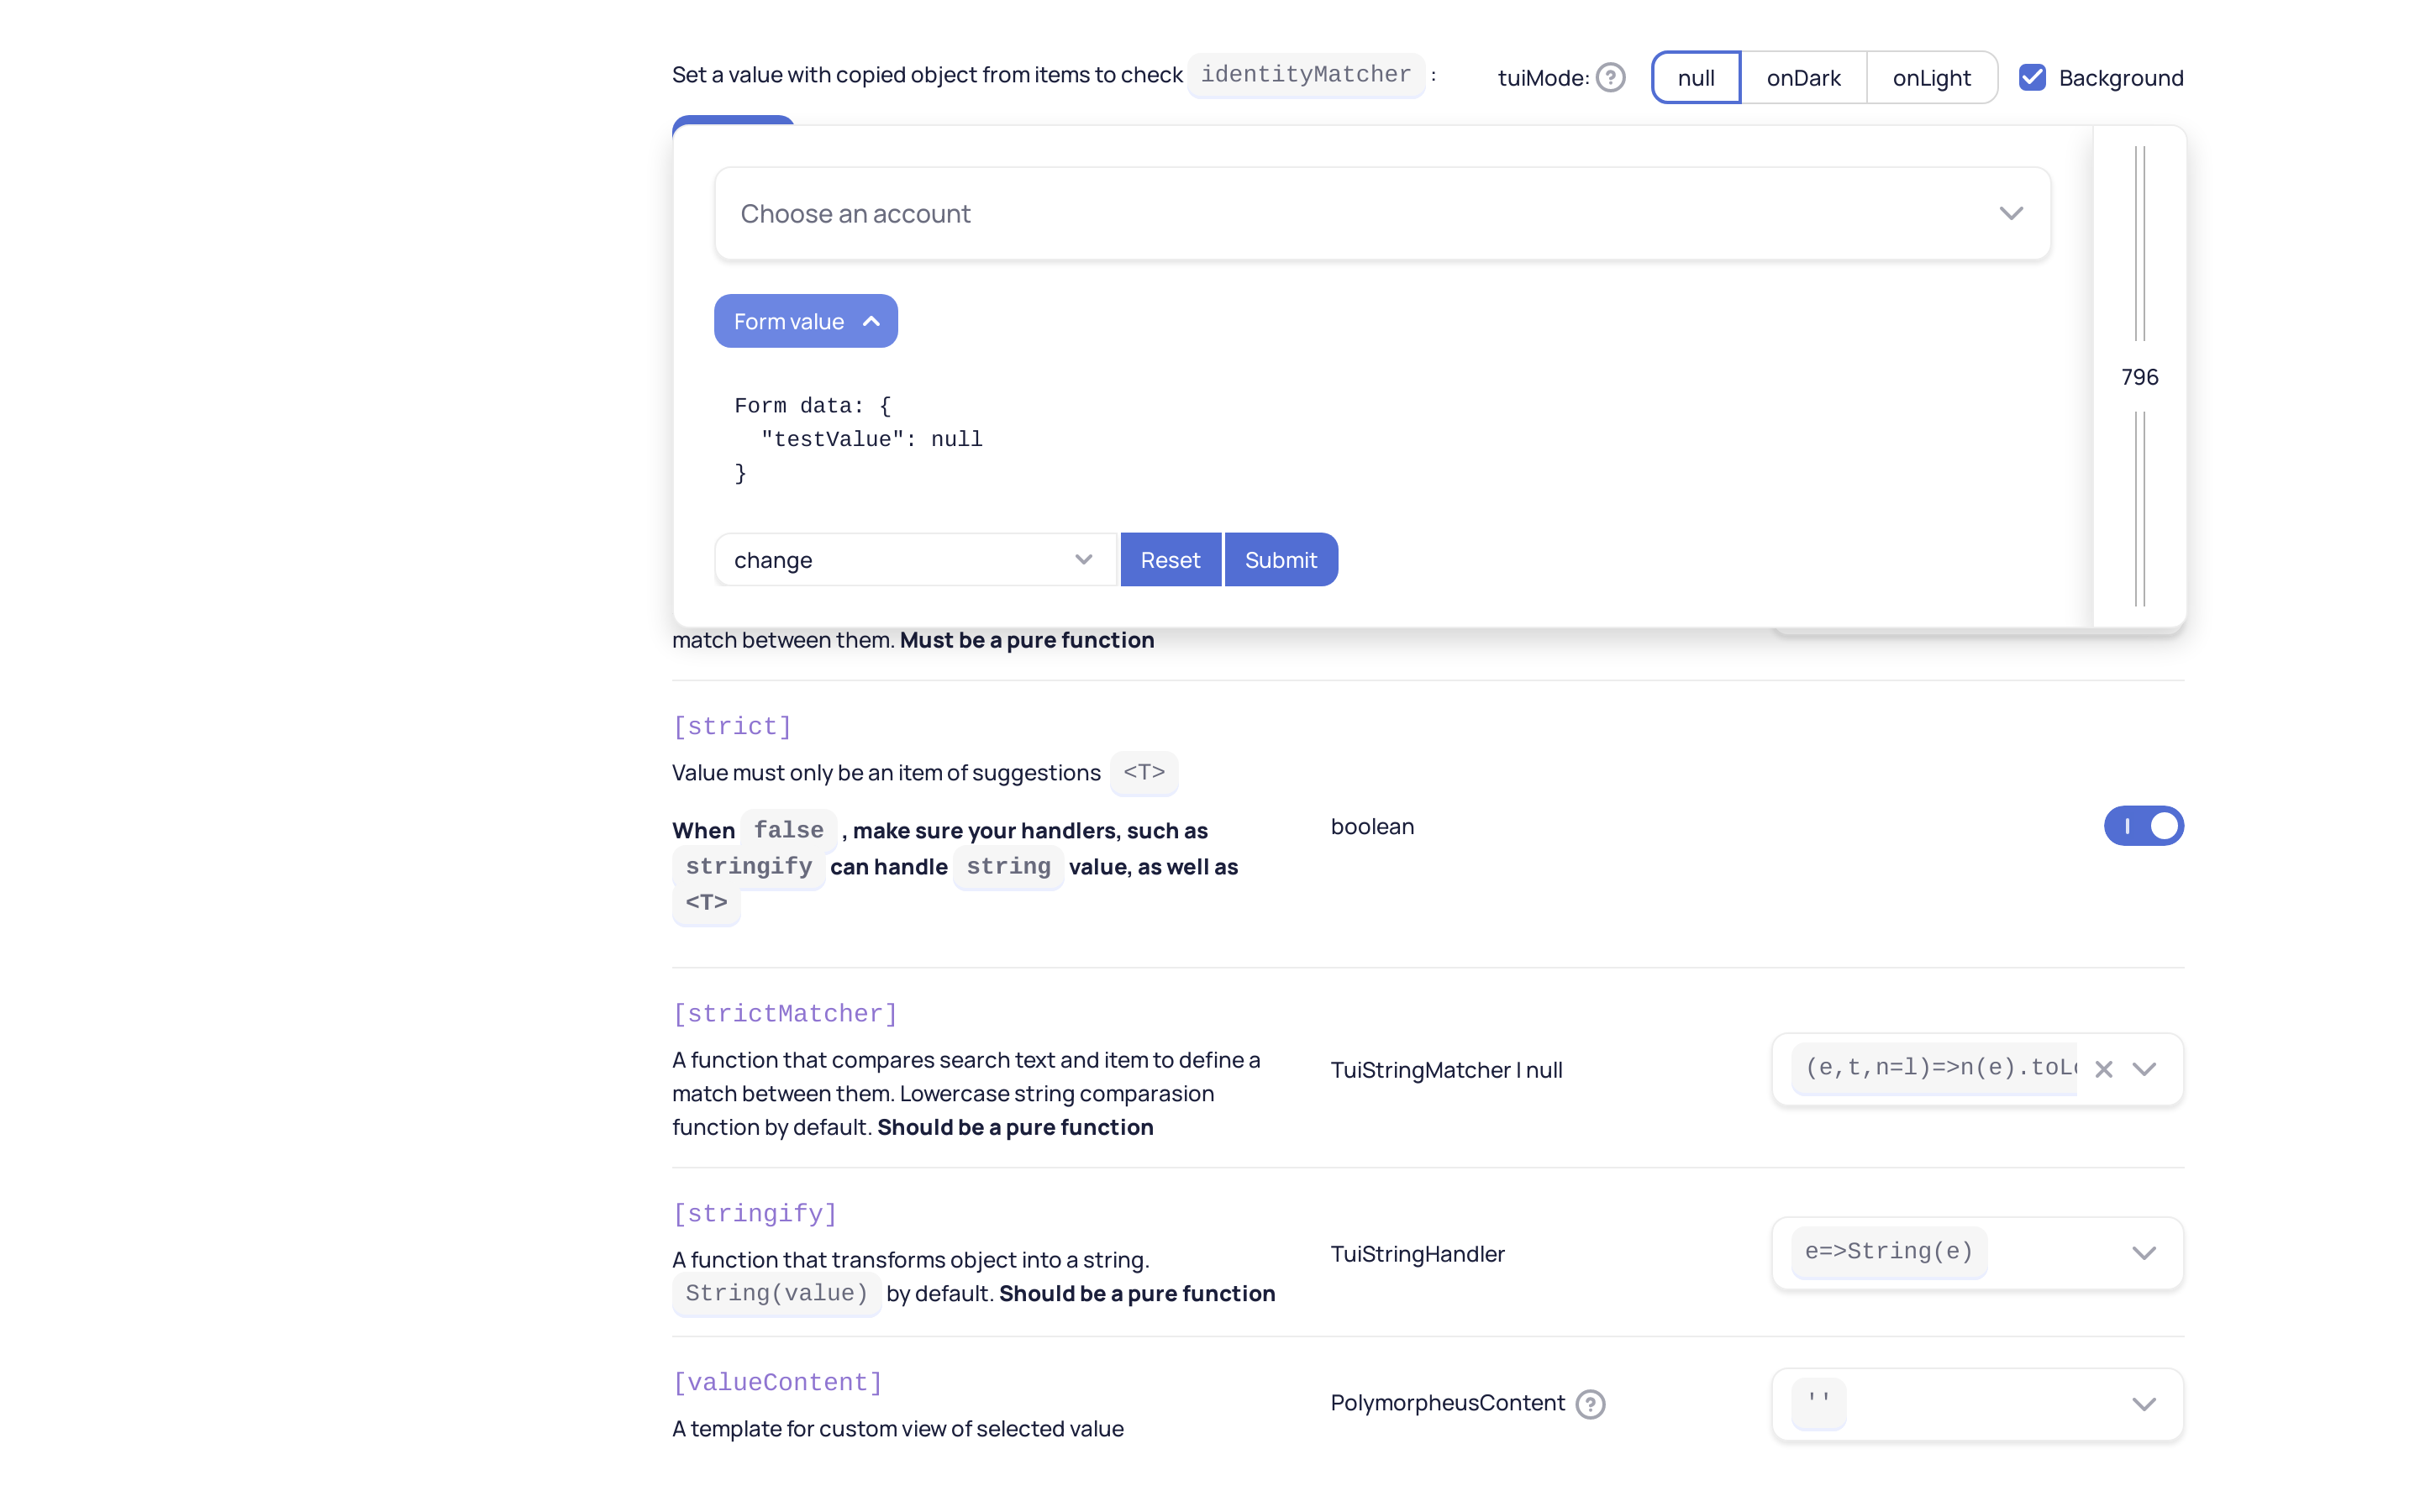 Set a value with copied object from items to check identityMatcher :
tuiMode: ? null onDark onLight Background
Choose an account
Form value
Form data: {
"testValue": null
}
796
change Reset Submit
match between them. Must be a pure function
[strict]
Value must only be an item of suggestions <T>
When false , make sure your handlers, such as
stringify can handle string value, as well as
<T>
boolean
[strictMatcher]
A function that compares search text and item to define a
match between them. Lowercase string comparasion
function by default. Should be a pure function
TuiStringMatcher | null
(e,t,n=l)=>n(e).toLo
[stringify]
A function that transforms object into a string.
String(value) by default. Should be a pure function
TuiStringHandler
e=>String(e)
[valueContent]
A template for custom view of selected value
PolymorpheusContent ?
''